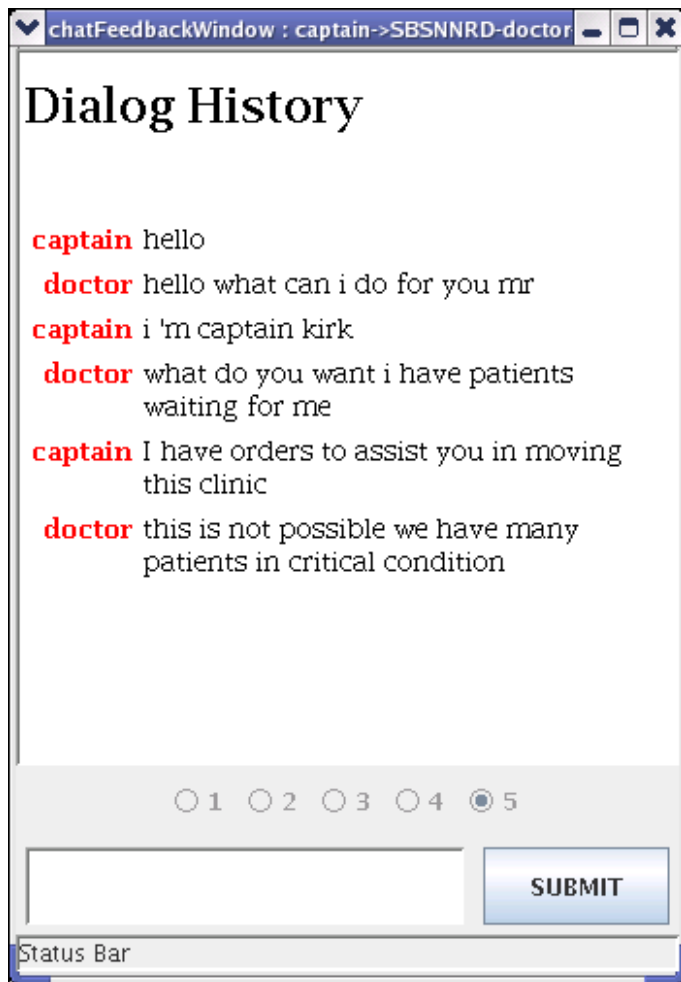 chatFeedbackWindow : captain->SBSNNRD-doctor-
Dialog History
captain hello
doctor hello what can i do for you mr
captain i 'm captain kirk
doctor what do you want i have patients
waiting for me
captain I have orders to assist you in moving
this clinic
doctor this is not possible we have many
patients in critical condition
1 2 3 4 5
SUBMIT
Status Bar